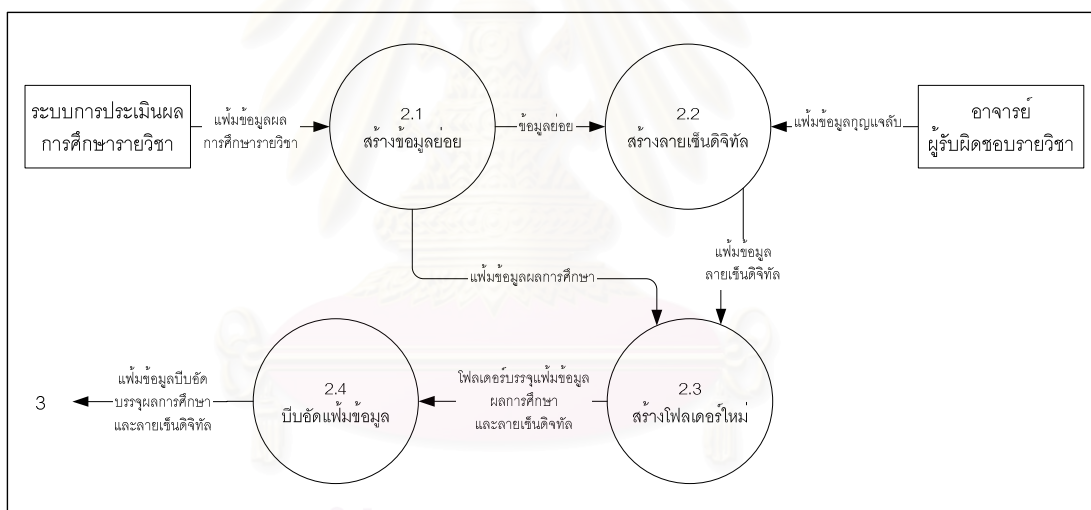 ระบบการประเมินผล
การศึกษารายวิชา
แฟ้มข้อมูลผล
การศึกษารายวิชา
2.1
สร้างข้อมูลย่อย
ข้อมูลย่อย
2.2
สร้างลายเซ็นดิจิทัล
แฟ้มข้อมูลกุญแจลับ
อาจารย์
ผู้รับผิดชอบรายวิชา
แฟ้มข้อมูล
ลายเซ็นดิจิทัล
แฟ้มข้อมูลผลการศึกษา
2.3
สร้างโฟลเดอร์ใหม่
โฟลเดอร์บรรจุแฟ้มข้อมูล
ผลการศึกษา
และลายเซ็นดิจิทัล
2.4
บีบอัดแฟ้มข้อมูล
แฟ้มข้อมูลบีบอัด
บรรจุผลการศึกษา
และลายเซ็นดิจิทัล
3